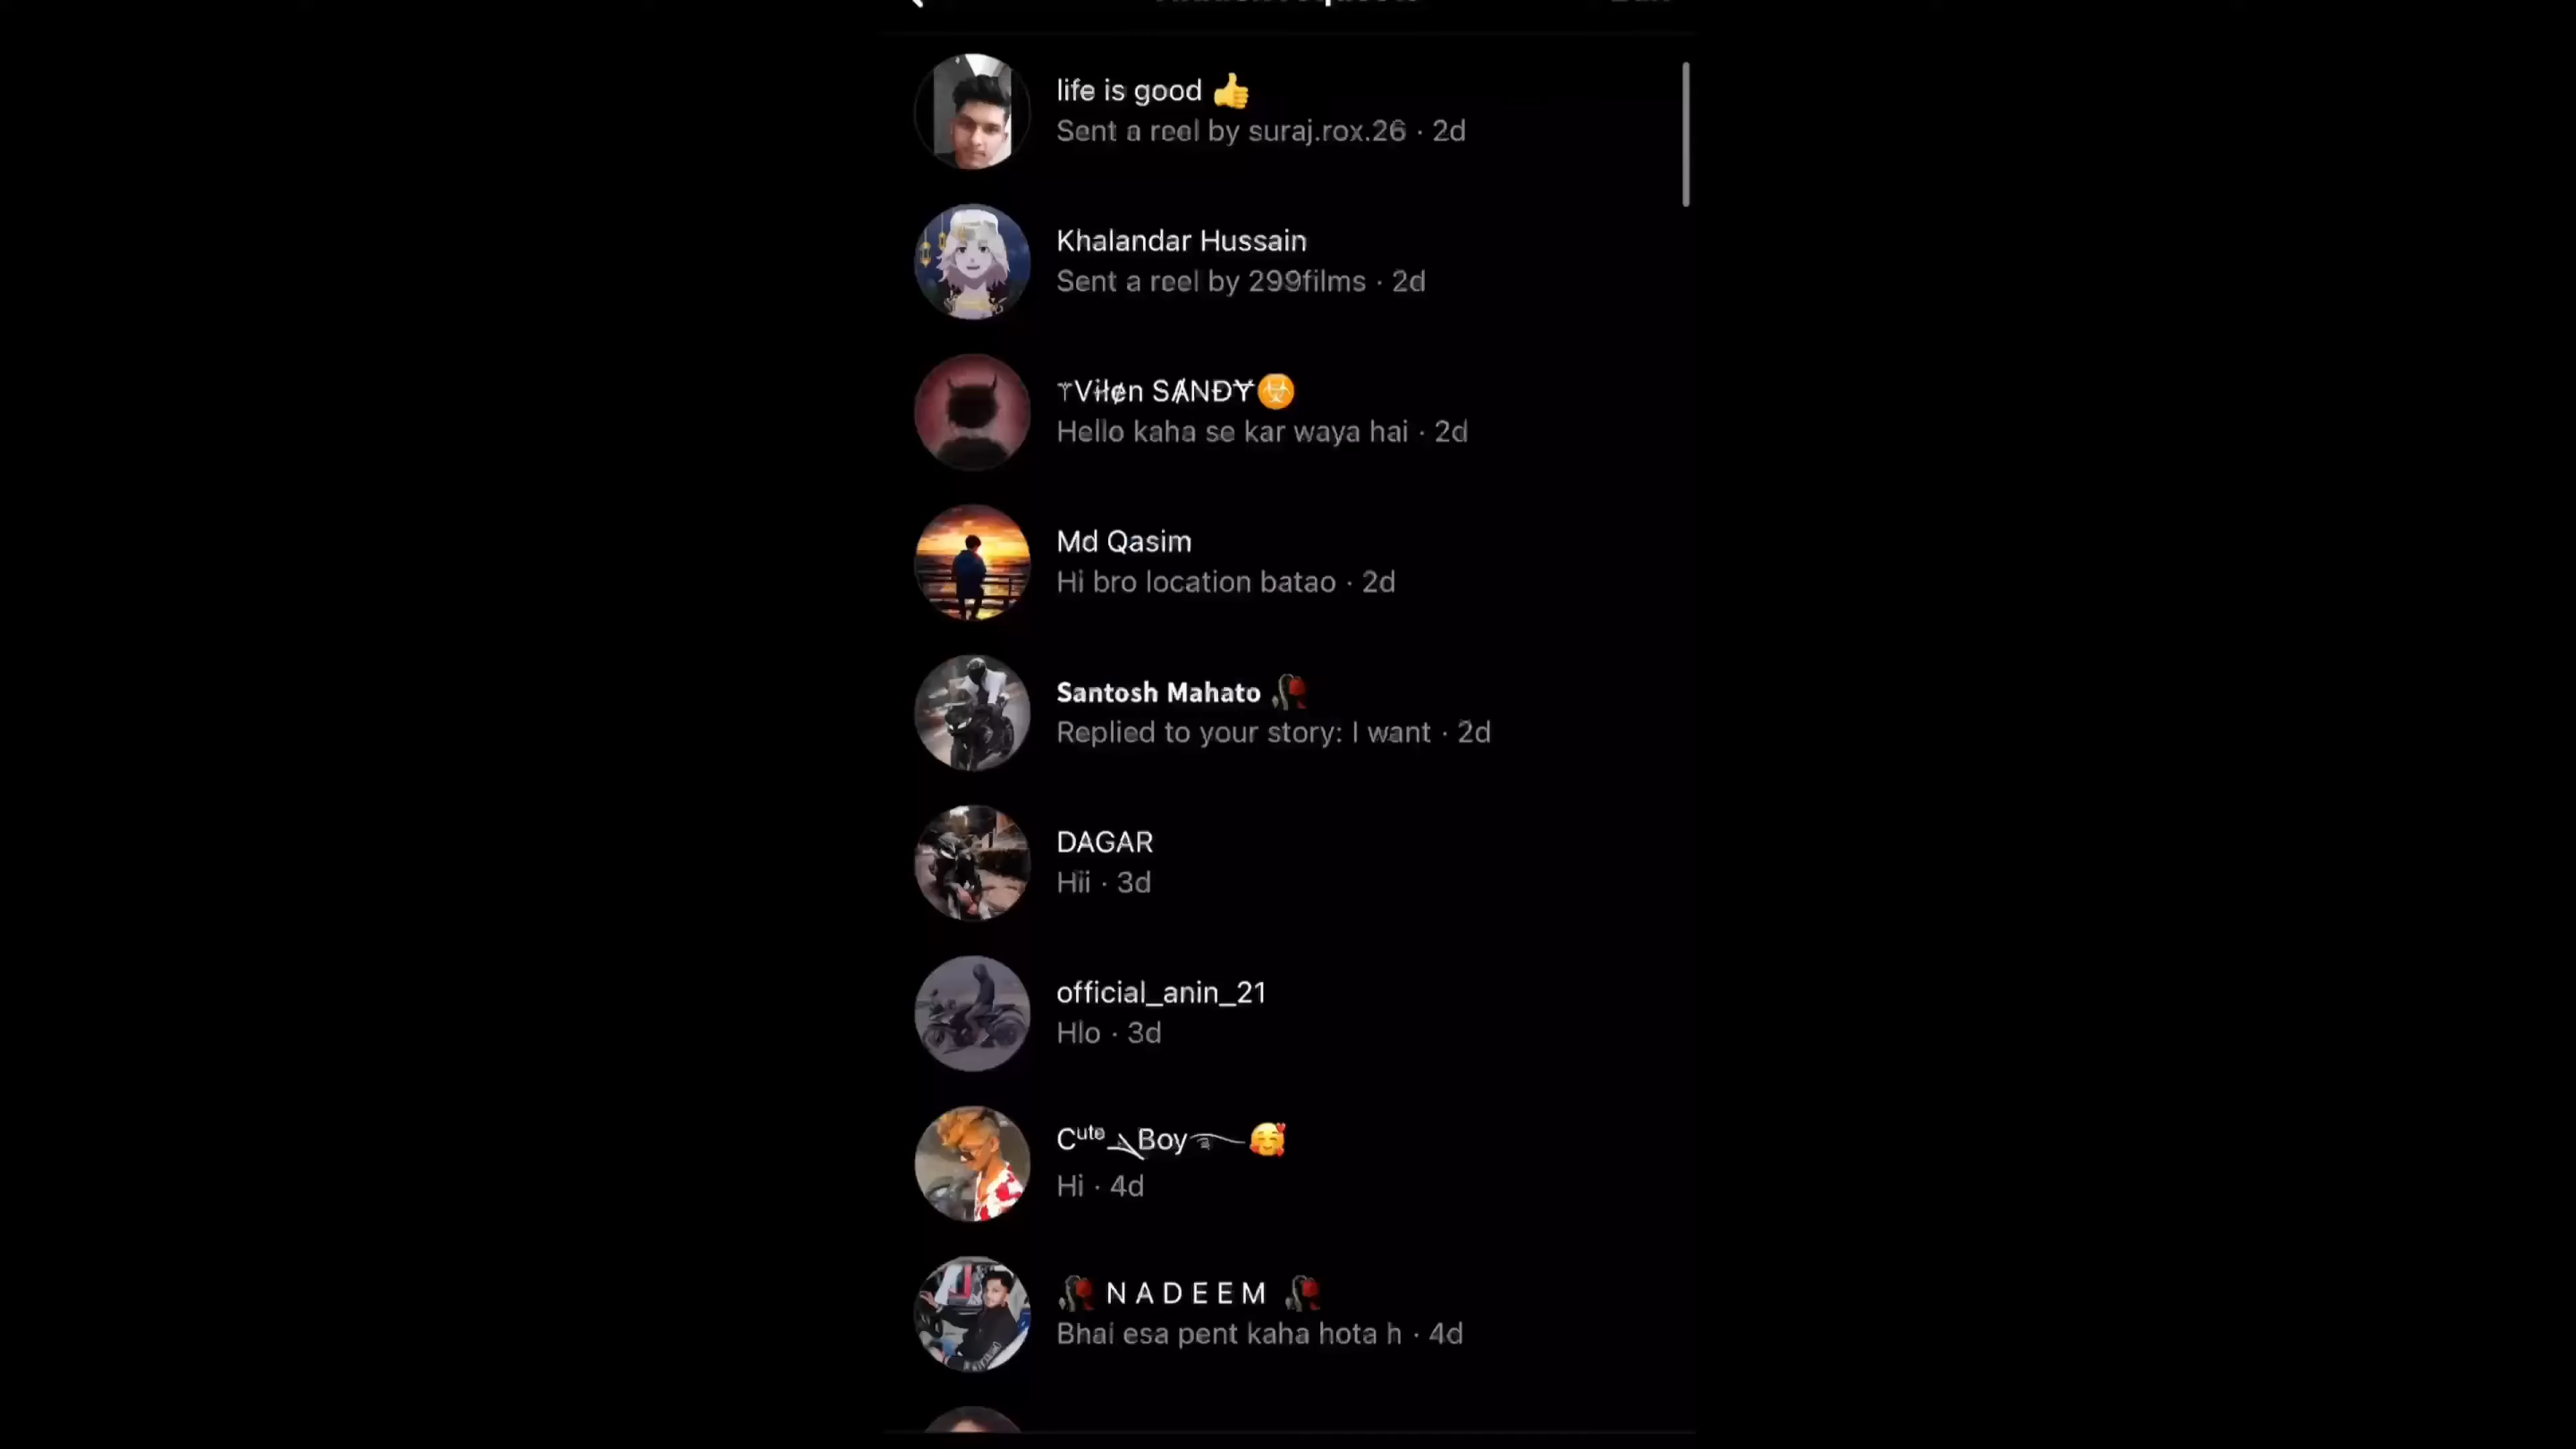 life is good 👍
Sent a reel by suraj.rox.26 · 2d
Khalandar Hussain
Sent a reel by 299films · 2d
Vɨłɇn SȺNĐɎ☣️
Hello kaha se kar waya hai · 2d
Md Qasim
Hi bro location batao · 2d
Santosh Mahato 🥀
Replied to your story: I want · 2d
DAGAR
Hii · 3d
official_anin_21
Hlo · 3d
Cᵘᵗᵉ Boy 🥰
Hi · 4d
🥀 N A D E E M 🥀
Bhai esa pent kaha hota h · 4d